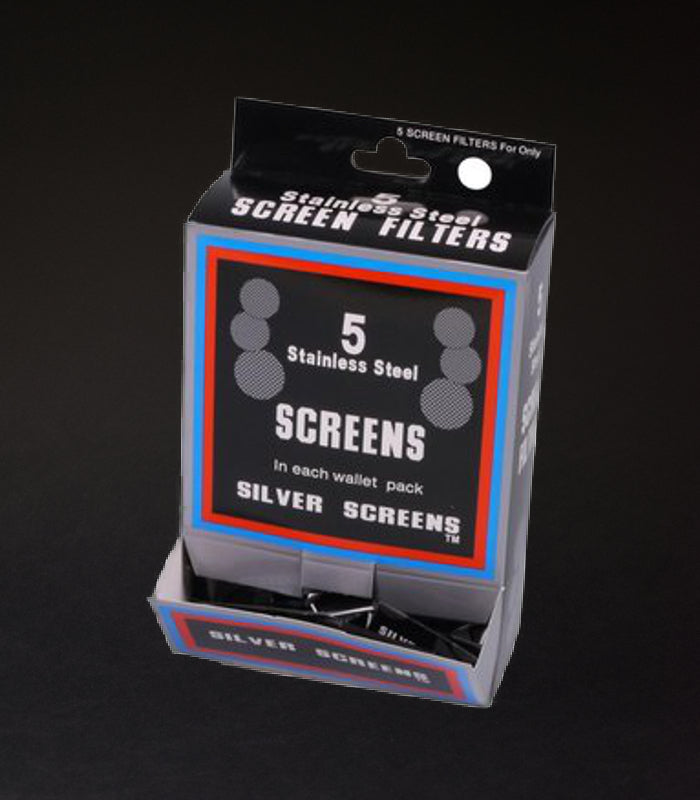 5 SCREEN FILTERS For Only
5
Stainless Steel
SCREEN FILTERS
5
Stainless Steel
SCREENS
In each wallet pack
SILVER SCREENS
TM
SILVER SCREENS